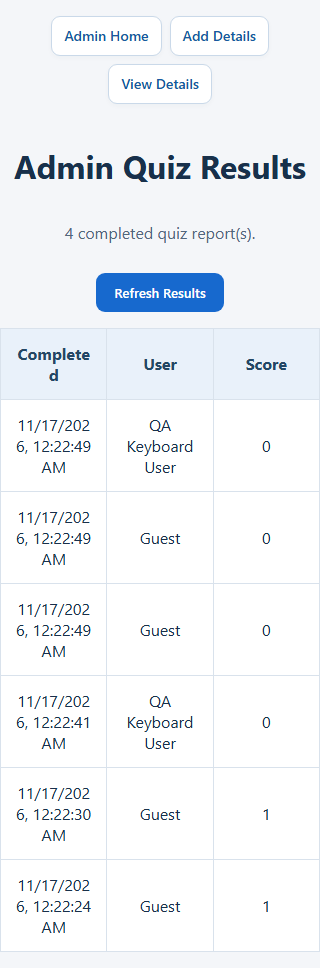 Admin Home Add Details
View Details
Admin Quiz Results
4 completed quiz report(s).
Refresh Results
Complete
d
User
Score
11/17/202
6, 12:22:49
AM
QA
Keyboard
User
0
11/17/202
6, 12:22:49
AM
Guest
0
11/17/202
6, 12:22:49
AM
Guest
0
11/17/202
6, 12:22:41
AM
QA
Keyboard
User
0
11/17/202
6, 12:22:30
AM
Guest
1
11/17/202
6, 12:22:24
AM
Guest
1